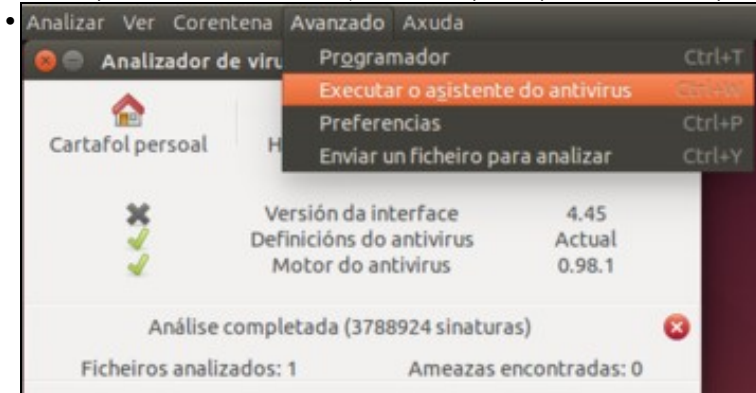 Analizar Ver Corentena Avanzado Axuda
Analizador de viru
Programador Ctrl+T
Executar o asistente do antivirus Ctrl+W
Preferencias Ctrl+P
Enviar un ficheiro para analizar Ctrl+Y
Cartafol persoal H
Versión da interface 4.45
Definicións do antivirus Actual
Motor do antivirus 0.98.1
Análise completada (3788924 sinaturas)
Ficheiros analizados: 1 Ameazas encontradas: 0